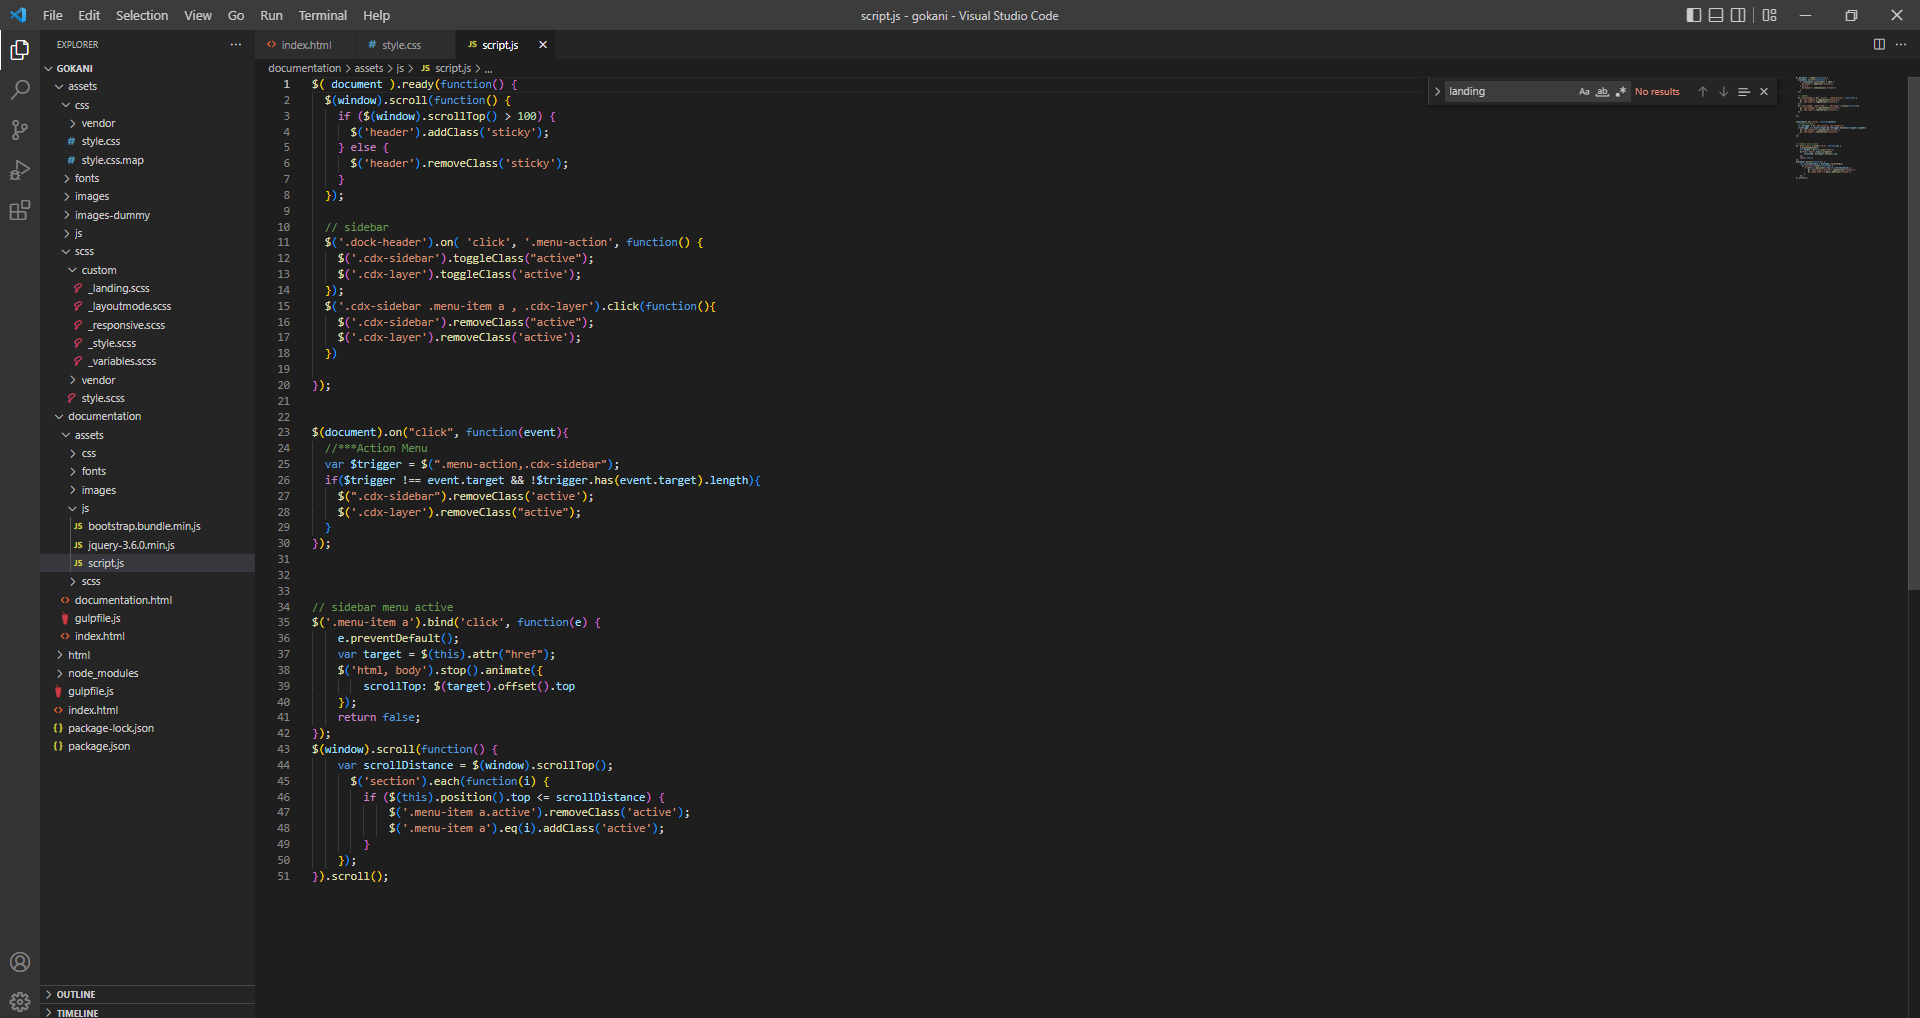 File Edit Selection View Go Run Terminal Help
script.js - gokani - Visual Studio Code
EXPLORER
GOKANI
assets
css
vendor
# style.css
# style.css.map
fonts
images
images-dummy
js
scss
custom
_landing.scss
_layoutmode.scss
_responsive.scss
_style.scss
_variables.scss
vendor
style.scss
documentation
assets
css
fonts
images
js
JS bootstrap.bundle.min.js
JS jquery-3.6.0.min.js
JS script.js
scss
<> documentation.html
gulpfile.js
<> index.html
html
node_modules
gulpfile.js
<> index.html
{} package-lock.json
{} package.json
OUTLINE
TIMELINE
<> index.html # style.css JS script.js
documentation > assets > js > JS script.js > ...
landing Aa ab .* No results
1 $( document ).ready(function() {
2   $(window).scroll(function() {
3     if ($(window).scrollTop() > 100) {
4       $('header').addClass('sticky');
5     } else {
6       $('header').removeClass('sticky');
7     }
8   });
9
10   // sidebar
11   $('.dock-header').on( 'click', '.menu-action', function() {
12     $('.cdx-sidebar').toggleClass("active");
13     $('.cdx-layer').toggleClass('active');
14   });
15   $('.cdx-sidebar .menu-item a , .cdx-layer').click(function(){
16     $('.cdx-sidebar').removeClass("active");
17     $('.cdx-layer').removeClass('active');
18   })
19
20 });
21
22
23 $(document).on("click", function(event){
24   //***Action Menu
25   var $trigger = $(".menu-action,.cdx-sidebar");
26   if($trigger !== event.target && !$trigger.has(event.target).length){
27     $(".cdx-sidebar").removeClass('active');
28     $('.cdx-layer').removeClass("active");
29   }
30 });
31
32
33
34 // sidebar menu active
35 $('.menu-item a').bind('click', function(e) {
36     e.preventDefault();
37     var target = $(this).attr("href");
38     $('html, body').stop().animate({
39         scrollTop: $(target).offset().top
40     });
41     return false;
42 });
43 $(window).scroll(function() {
44     var scrollDistance = $(window).scrollTop();
45       $('section').each(function(i) {
46         if ($(this).position().top <= scrollDistance) {
47             $('.menu-item a.active').removeClass('active');
48             $('.menu-item a').eq(i).addClass('active');
49         }
50     });
51 }).scroll();